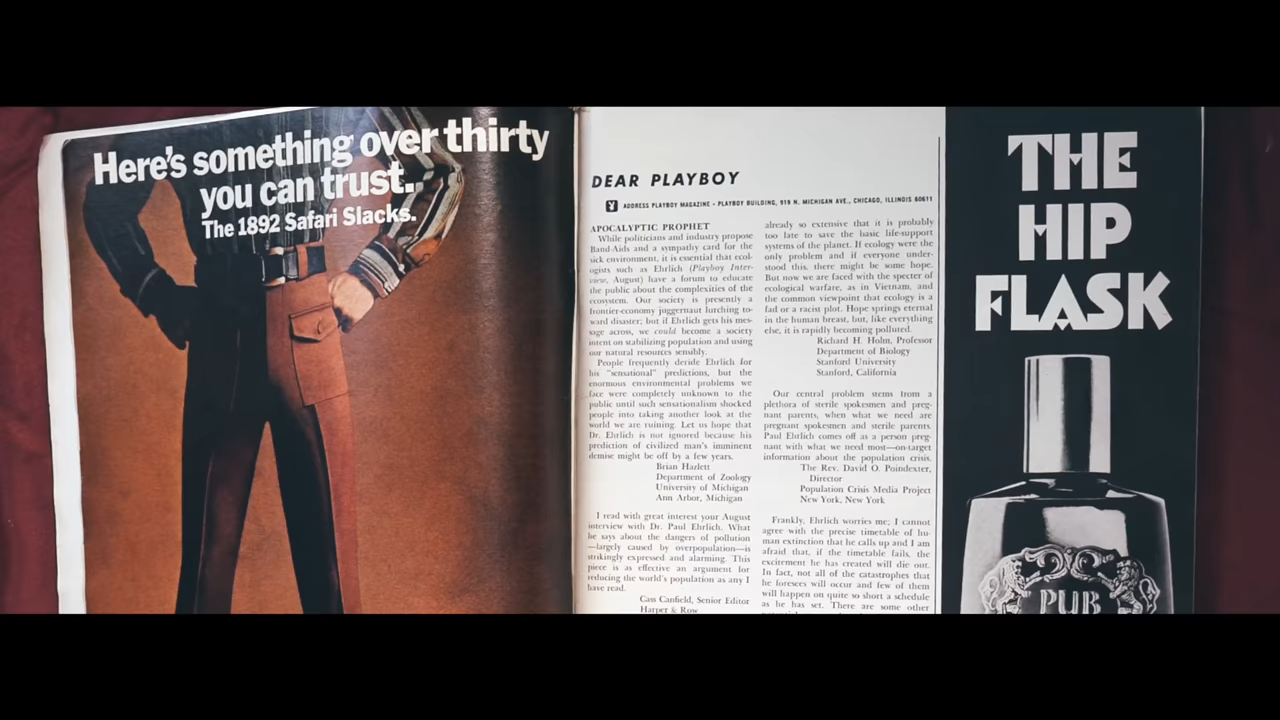 Here's something over thirty
you can trust.
The 1892 Safari Slacks.
DEAR PLAYBOY
ADDRESS PLAYBOY MAGAZINE • PLAYBOY BUILDING, 919 N. MICHIGAN AVE., CHICAGO, ILLINOIS 60611
APOCALYPTIC PROPHET
While politicians and industry propose
Band-Aids and a sympathy card for the
sick environment, it is essential that ecol-
ogists such as Ehrlich (Playboy Inter-
view, August) have a forum to educate
the public about the complexities of the
ecosystem. Our society is presently a
frontier-economy juggernaut lurching to-
ward disaster; but if Ehrlich gets his mes-
sage across, we could become a society
intent on stabilizing population and using
our natural resources sensibly.
People frequently deride Ehrlich for
his "sensational" predictions, but the
enormous environmental problems we
face were completely unknown to the
public until such sensationalism shocked
people into taking another look at the
world we are ruining. Let us hope that
Dr. Ehrlich is not ignored because his
prediction of civilized man's imminent
demise might be off by a few years.
Brian Hazlett
Department of Zoology
University of Michigan
Ann Arbor, Michigan
I read with great interest your August
interview with Dr. Paul Ehrlich. What
he says about the dangers of pollution
—largely caused by overpopulation—is
strikingly expressed and alarming. This
piece is as effective an argument for
reducing the world's population as any I
have read.
Cass Canfield, Senior Editor
Harper & Row
already so extensive that it is probably
too late to save the basic life-support
systems of the planet. If ecology were the
only problem and if everyone under-
stood this, there might be some hope.
But now we are faced with the specter of
ecological warfare, as in Vietnam, and
the common viewpoint that ecology is a
fad or a racist plot. Hope springs eternal
in the human breast, but, like everything
else, it is rapidly becoming polluted.
Richard H. Holm, Professor
Department of Biology
Stanford University
Stanford, California
Our central problem stems from a
plethora of sterile spokesmen and preg-
nant parents, when what we need are
pregnant spokesmen and sterile parents.
Paul Ehrlich comes off as a person preg-
nant with what we need most—on-target
information about the population crisis.
The Rev. David O. Poindexter,
Director
Population Crisis Media Project
New York, New York
Frankly, Ehrlich worries me; I cannot
agree with the precise timetable of hu-
man extinction that he calls up and I am
afraid that, if the timetable fails, the
excitement he has created will die out.
In fact, not all of the catastrophes that
he foresees will occur and few of them
will happen on quite so short a schedule
as he has set. There are some other
THE
HIP
FLASK
PUB